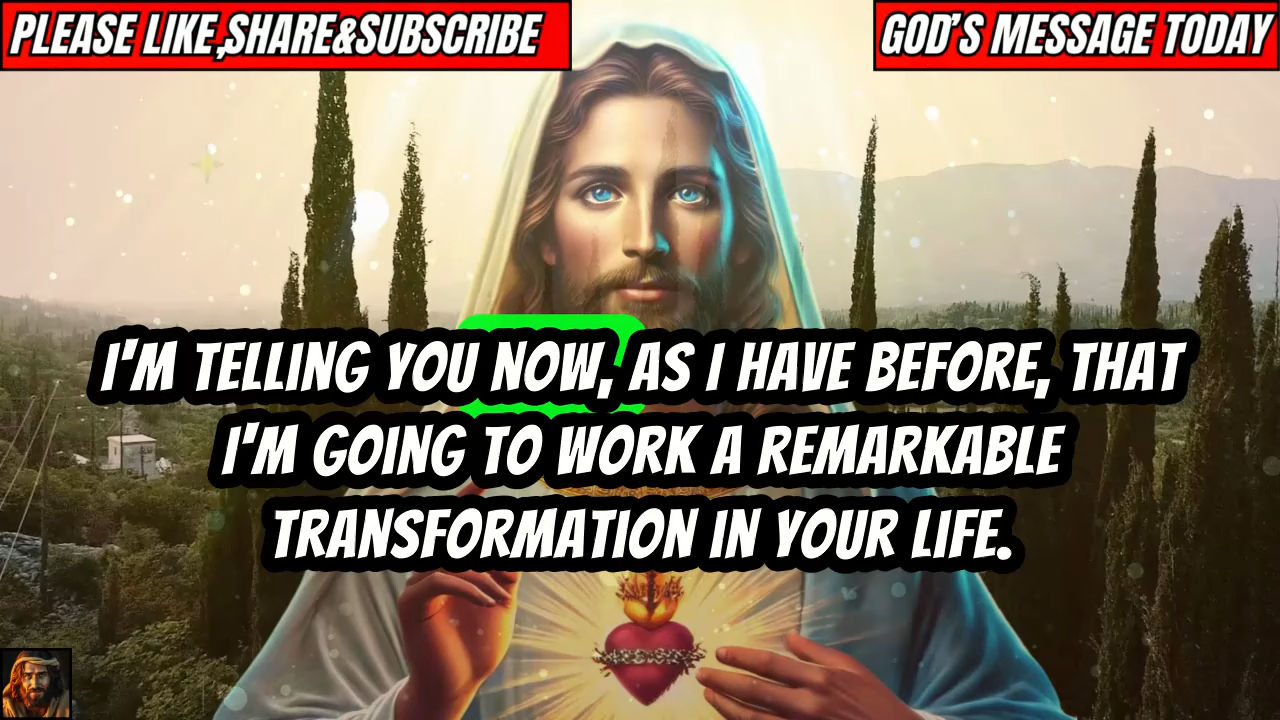 PLEASE LIKE,SHARE&SUBSCRIBE
GOD'S MESSAGE TODAY
I'M TELLING YOU NOW, AS I HAVE BEFORE, THAT
I'M GOING TO WORK A REMARKABLE
TRANSFORMATION IN YOUR LIFE.